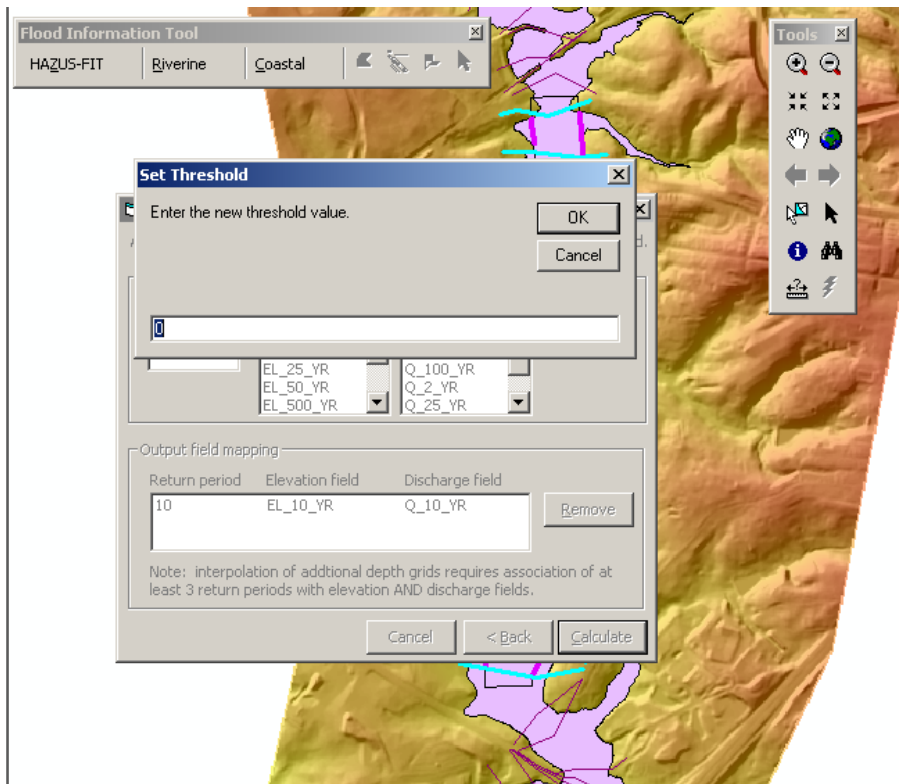 Flood Information Tool
HAZUS-FIT Riverine Coastal
Tools
Set Threshold
Enter the new threshold value.
OK
Cancel
0
d.
EL_25_YR
EL_50_YR
EL_500_YR
Q_100_YR
Q_2_YR
Q_25_YR
Output field mapping
Return period Elevation field Discharge field
10 EL_10_YR Q_10_YR
Remove
Note: interpolation of addtional depth grids requires association of at
least 3 return periods with elevation AND discharge fields.
Cancel < Back Calculate